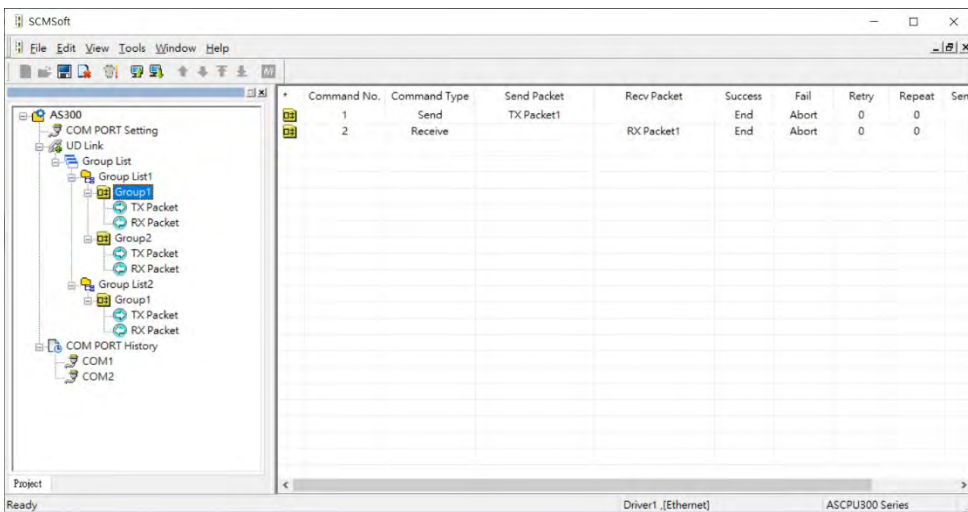 SCMSoft
File Edit View Tools Window Help
AS300
COM PORT Setting
UD Link
Group List
Group List1
Group1
TX Packet
RX Packet
Group2
TX Packet
RX Packet
Group List2
Group1
TX Packet
RX Packet
COM PORT History
COM1
COM2
Project
* Command No. Command Type Send Packet Recv Packet Success Fail Retry Repeat Sen
1 Send TX Packet1 End Abort 0 0
2 Receive RX Packet1 End Abort 0 0
Ready Driver1 ,[Ethernet] ASCPU300 Series